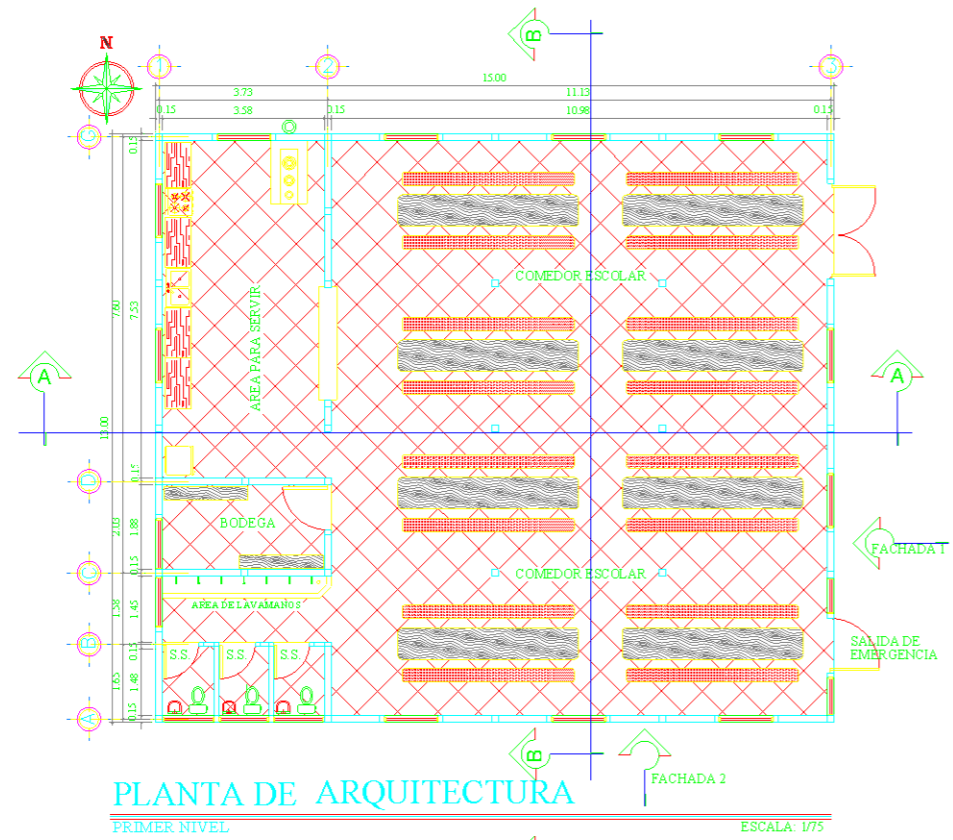 B
N
1
2
3
15.00
3.73
11.13
0.15
3.58
0.15
10.98
0.15
G
0.15
COMEDOR ESCOLAR
AREA PARA SERVIR
7.60
7.53
A
A
13.00
0.15
D
BODEGA
2.03
1.88
FACHADA 1
0.15
C
COMEDOR ESCOLAR
AREA DE LAVAMANOS
1.58
1.45
B
0.15
S.S.
S.S.
S.S.
SALIDA DE
EMERGENCIA
1.63
1.48
0.15
A
B
FACHADA 2
PLANTA DE ARQUITECTURA
PRIMER NIVEL
ESCALA: 1/75